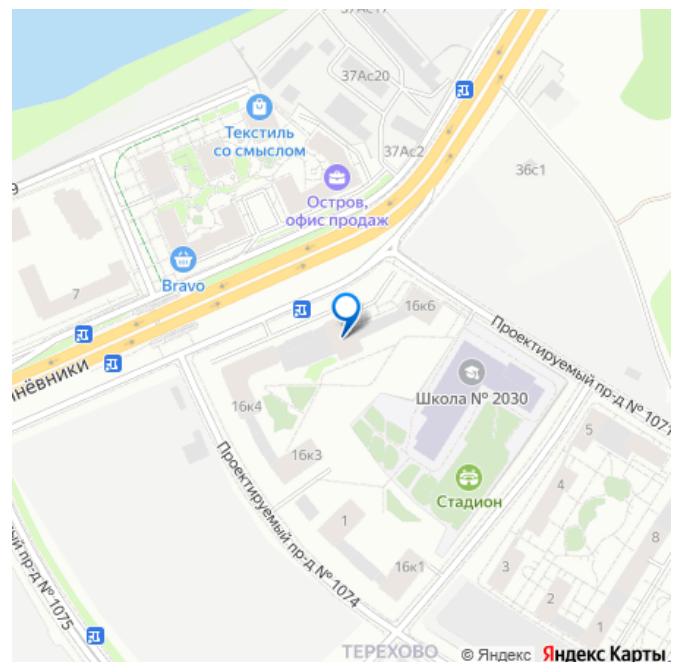 37Ас17
37Ас20
Текстиль
со смыслом
37Ас2
36с1
Остров,
офис продаж
Bravo
7
16к6
Проектируемый пр-д № 1071
нёвники
Школа № 2030
16к4
5
16к3
Стадион
4
Проектируемый пр-д № 1074
1
8
16к1
3
2
1
ый пр-д № 1075
ТЕРЕХОВО
© Яндекс Яндекс Карты